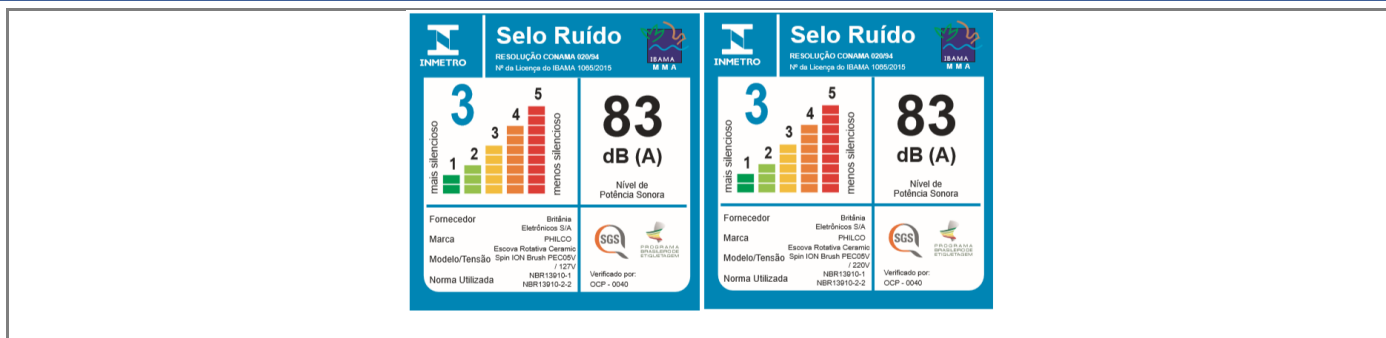 INMETRO
Selo Ruído
RESOLUÇÃO CONAMA 020/94
Nº da Licença do IBAMA 1065/2015
IBAMA
M M A
3
mais silencioso
1
2
3
4
5
menos silencioso
83
dB (A)
Nível de
Potência Sonora
Fornecedor
Britânia
Eletrônicos S/A
Marca
PHILCO
Modelo/Tensão
Escova Rotativa Ceramic
Spin ION Brush PEC05V
/ 127V
Norma Utilizada
NBR13910-1
NBR13910-2-2
SGS
PROGRAMA
BRASILEIRO DE
ETIQUETAGEM
Verificado por:
OCP - 0040
INMETRO
Selo Ruído
RESOLUÇÃO CONAMA 020/94
Nº da Licença do IBAMA 1065/2015
IBAMA
M M A
3
mais silencioso
1
2
3
4
5
menos silencioso
83
dB (A)
Nível de
Potência Sonora
Fornecedor
Britânia
Eletrônicos S/A
Marca
PHILCO
Modelo/Tensão
Escova Rotativa Ceramic
Spin ION Brush PEC05V
/ 220V
Norma Utilizada
NBR13910-1
NBR13910-2-2
SGS
PROGRAMA
BRASILEIRO DE
ETIQUETAGEM
Verificado por:
OCP - 0040